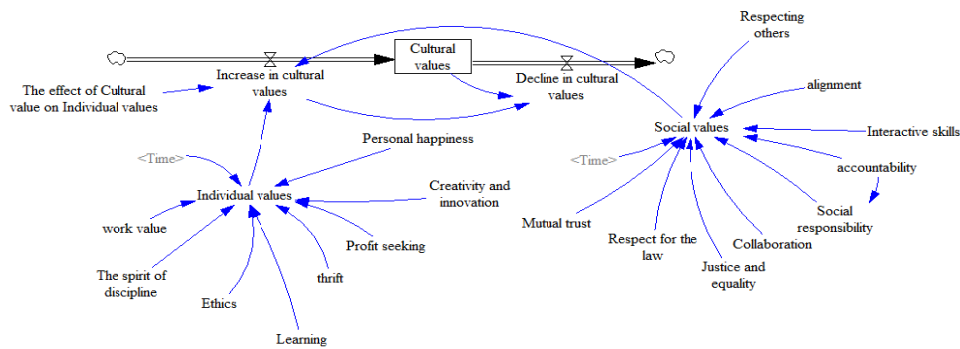 Respecting
others
Cultural
values
Increase in cultural
values
Decline in cultural
values
The effect of Cultural
value on Individual values
alignment
Social values
Interactive skills
Personal happiness
<Time>
<Time>
accountability
Individual values
Creativity and
innovation
Mutual trust
Social
responsibility
work value
Profit seeking
Respect for the
law
Collaboration
The spirit of
discipline
thrift
Justice and
equality
Ethics
Learning